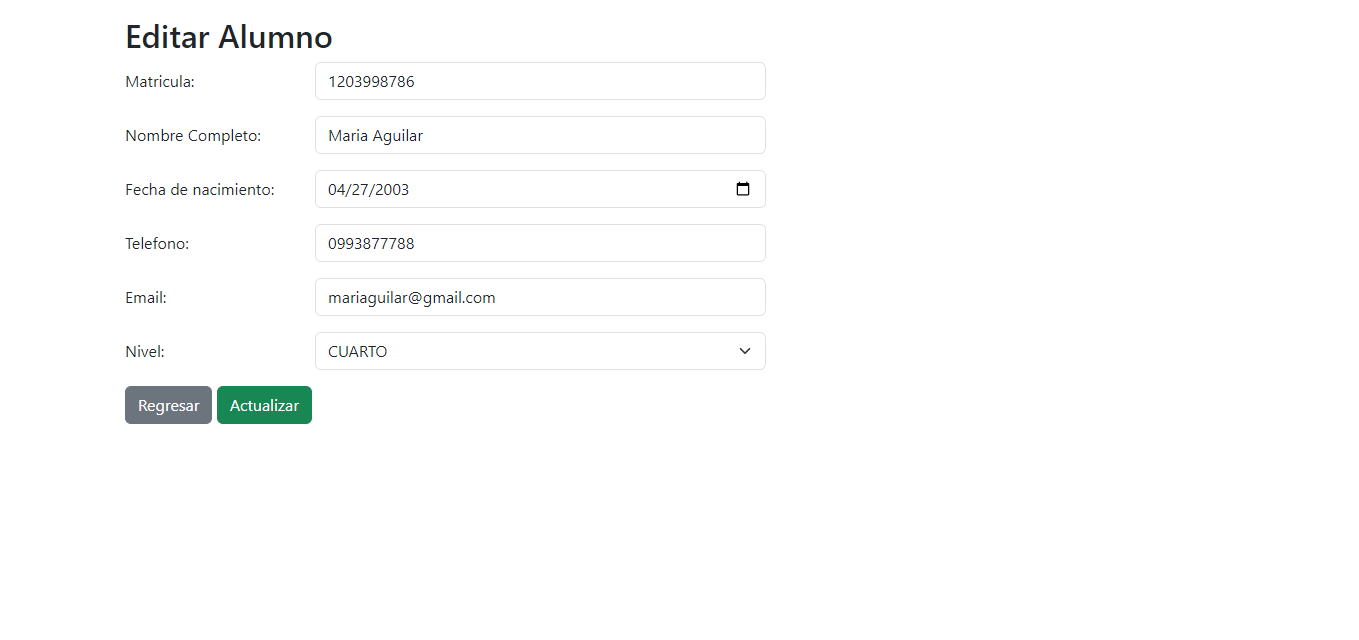 Editar Alumno
Matricula: 1203998786
Nombre Completo: Maria Aguilar
Fecha de nacimiento: 04/27/2003
Telefono: 0993877788
Email: mariaguilar@gmail.com
Nivel: CUARTO
Regresar Actualizar